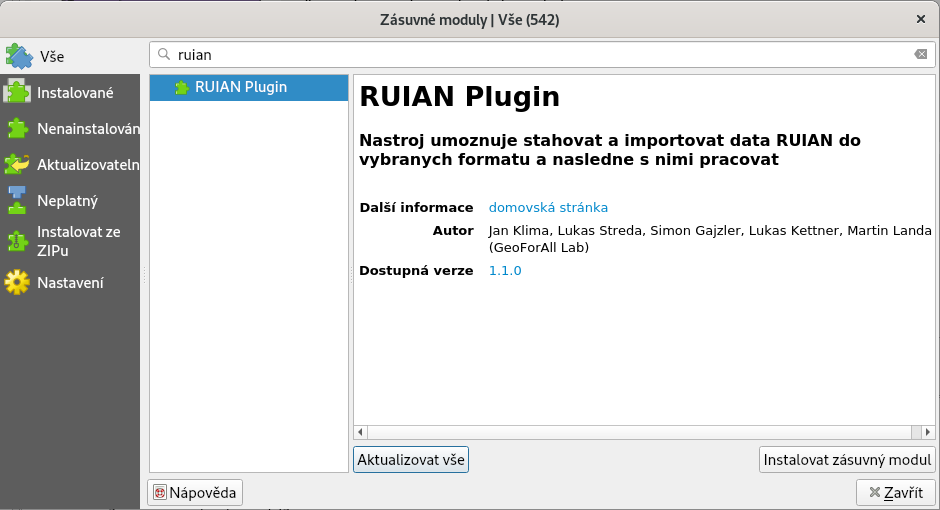 Zásuvné moduly | Vše (542)
Vše
Instalované
Nenainstalován
Aktualizovateln
Neplatný
Instalovat ze
ZIPu
Nastavení
ruian
RUIAN Plugin
RUIAN Plugin
Nastroj umoznuje stahovat a importovat data RUIAN do
vybranych formatu a nasledne s nimi pracovat
Další informace domovská stránka
Autor Jan Klima, Lukas Streda, Simon Gajzler, Lukas Kettner, Martin Landa
(GeoForAll Lab)
Dostupná verze 1.1.0
Aktualizovat vše
Instalovat zásuvný modul
Nápověda
Zavřít